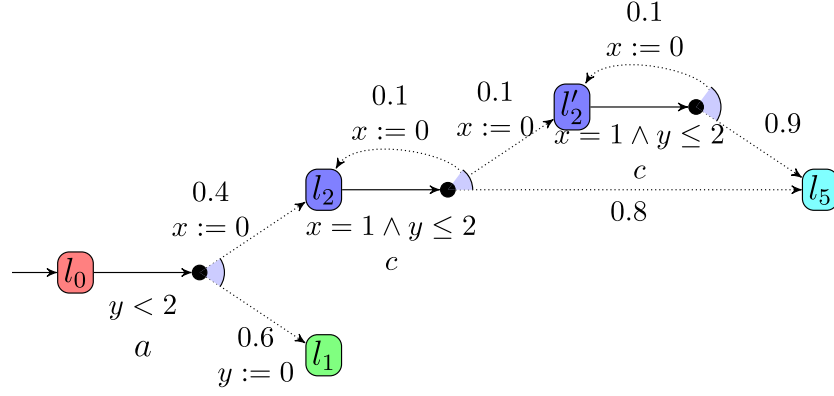 0.1
x := 0
0.1
x := 0
0.1
x := 0
l′2
x = 1 ∧ y ≤ 2
c
0.9
0.4
x := 0
l2
x = 1 ∧ y ≤ 2
c
0.8
l5
l0
y < 2
a
0.6
y := 0
l1